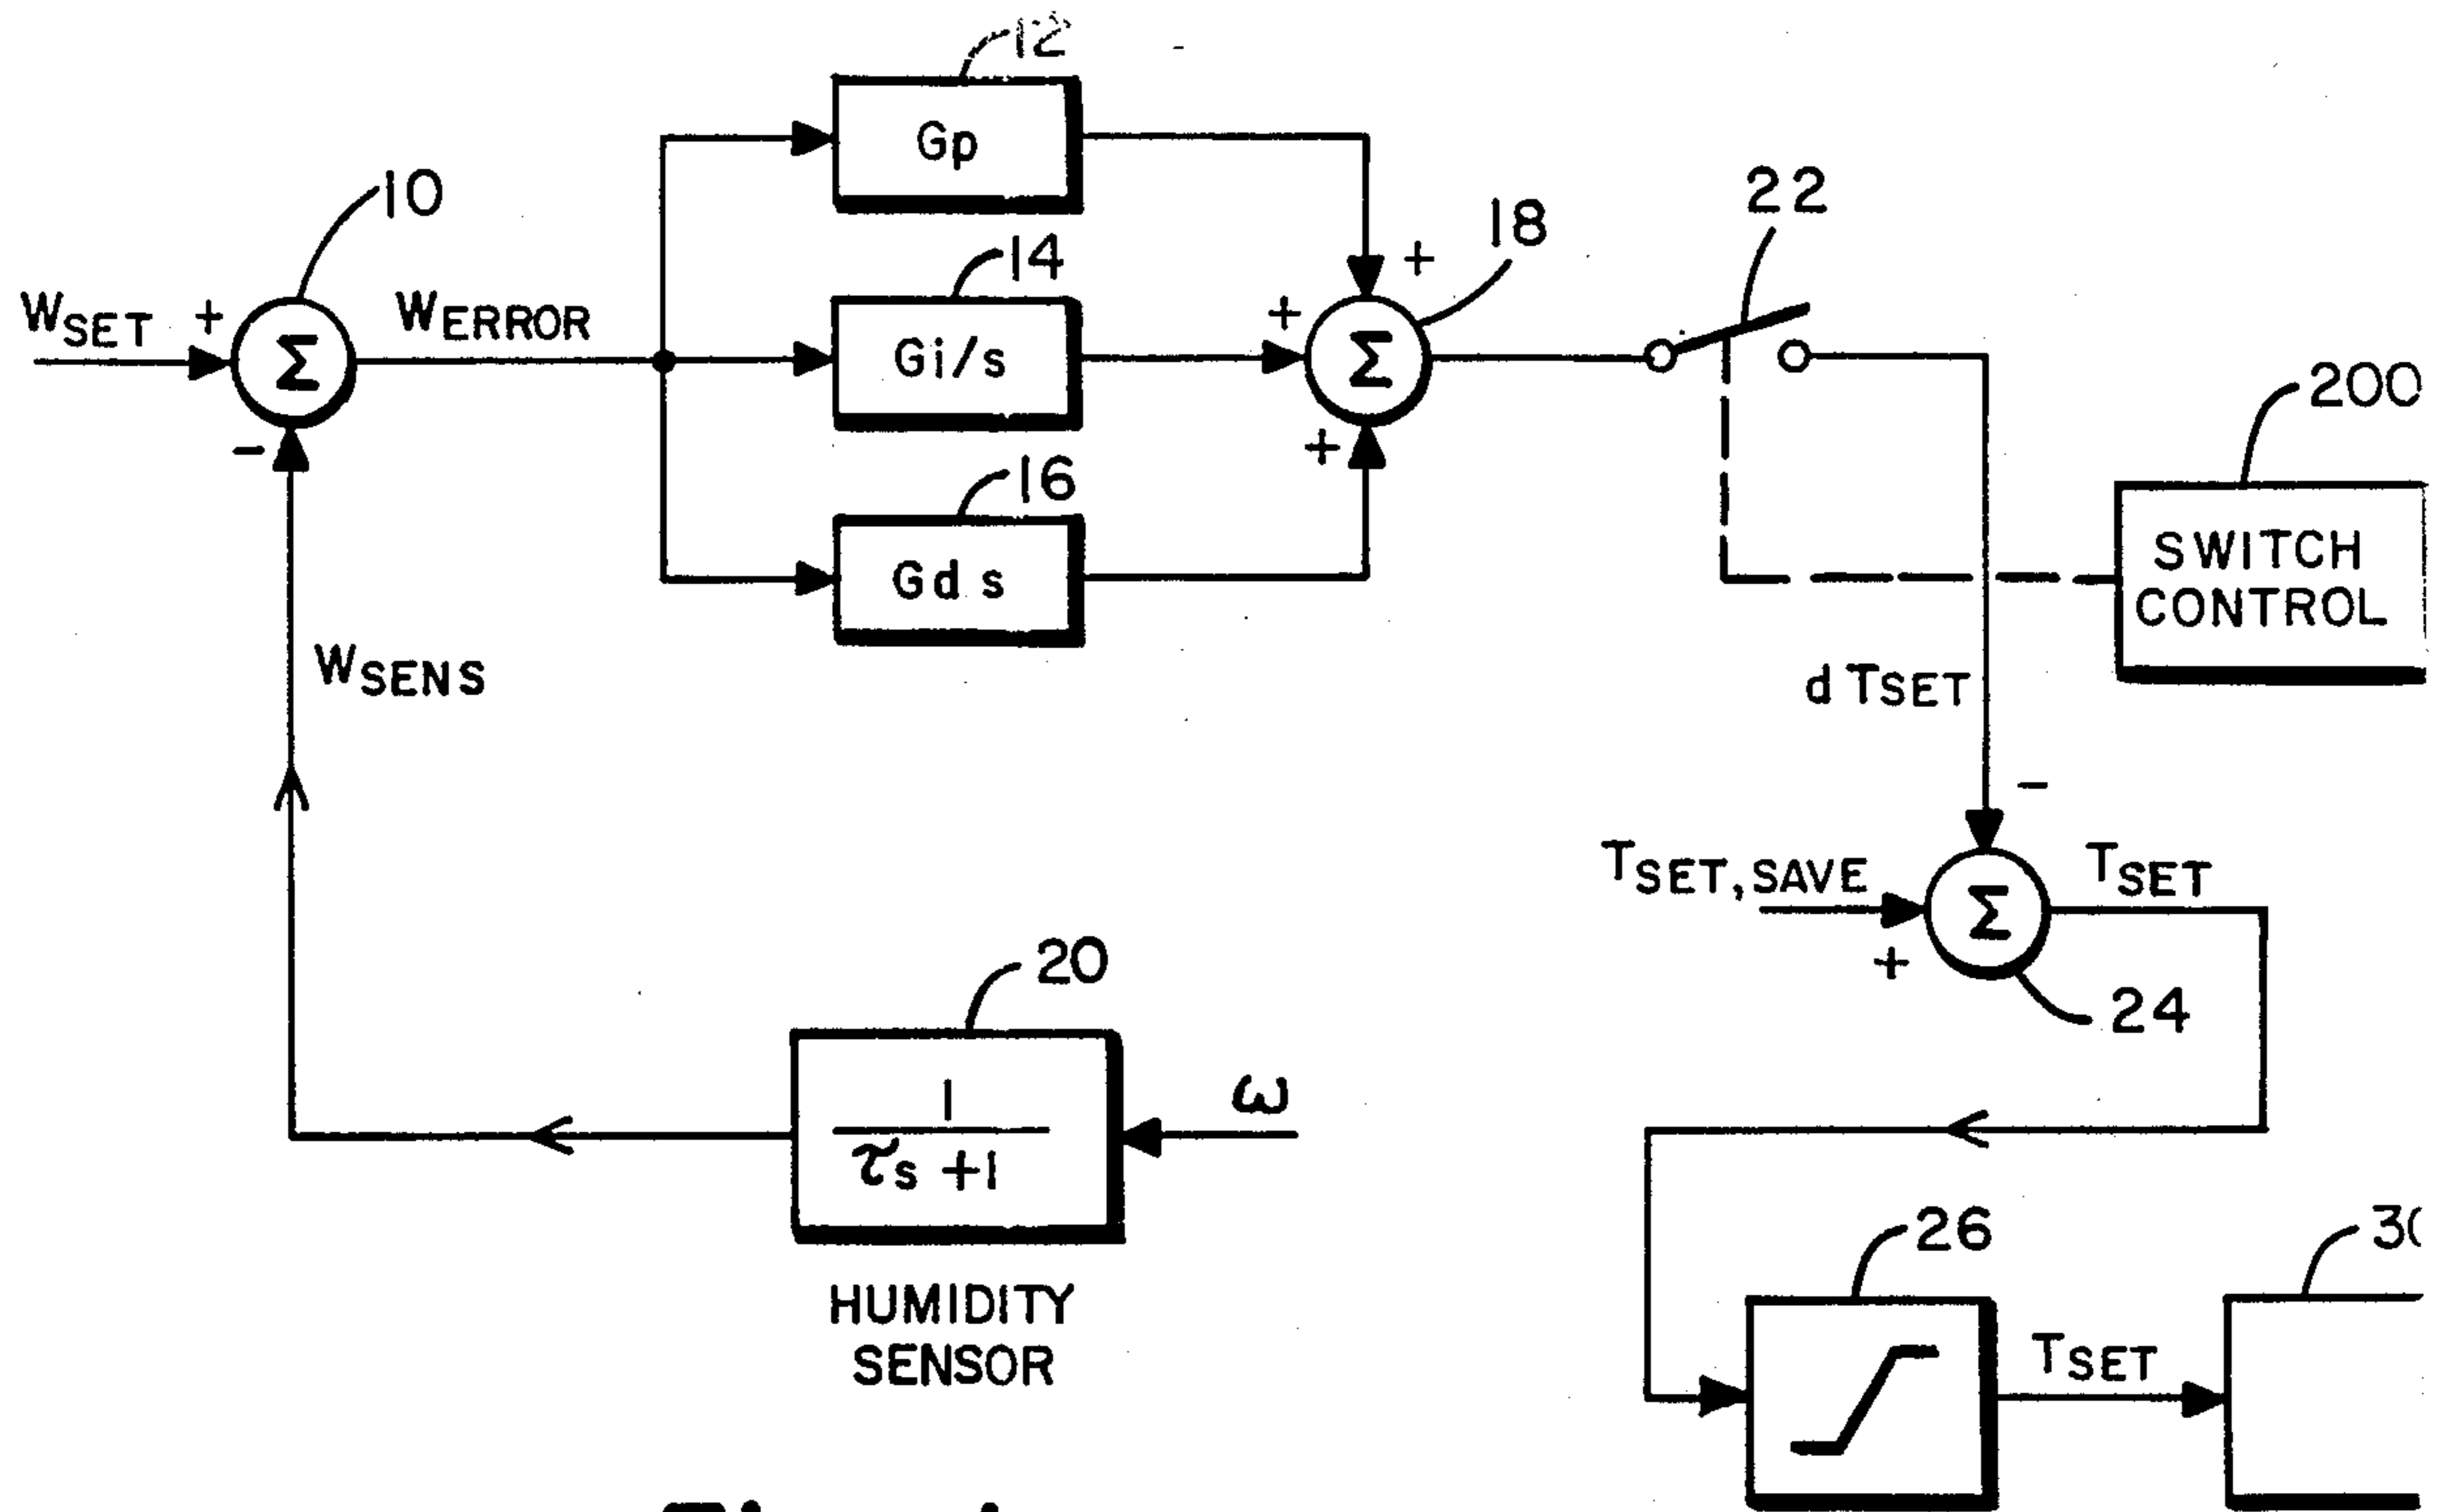 12
Gp
10
22
18
+
14
WSET
+
Σ
WERROR
Gi/s
+
Σ
200
-
+
16
Gd s
SWITCH
CONTROL
WSENS
d TSET
-
TSET, SAVE
TSET
Σ
+
24
20
1
τs +1
ω
HUMIDITY
SENSOR
26
TSET